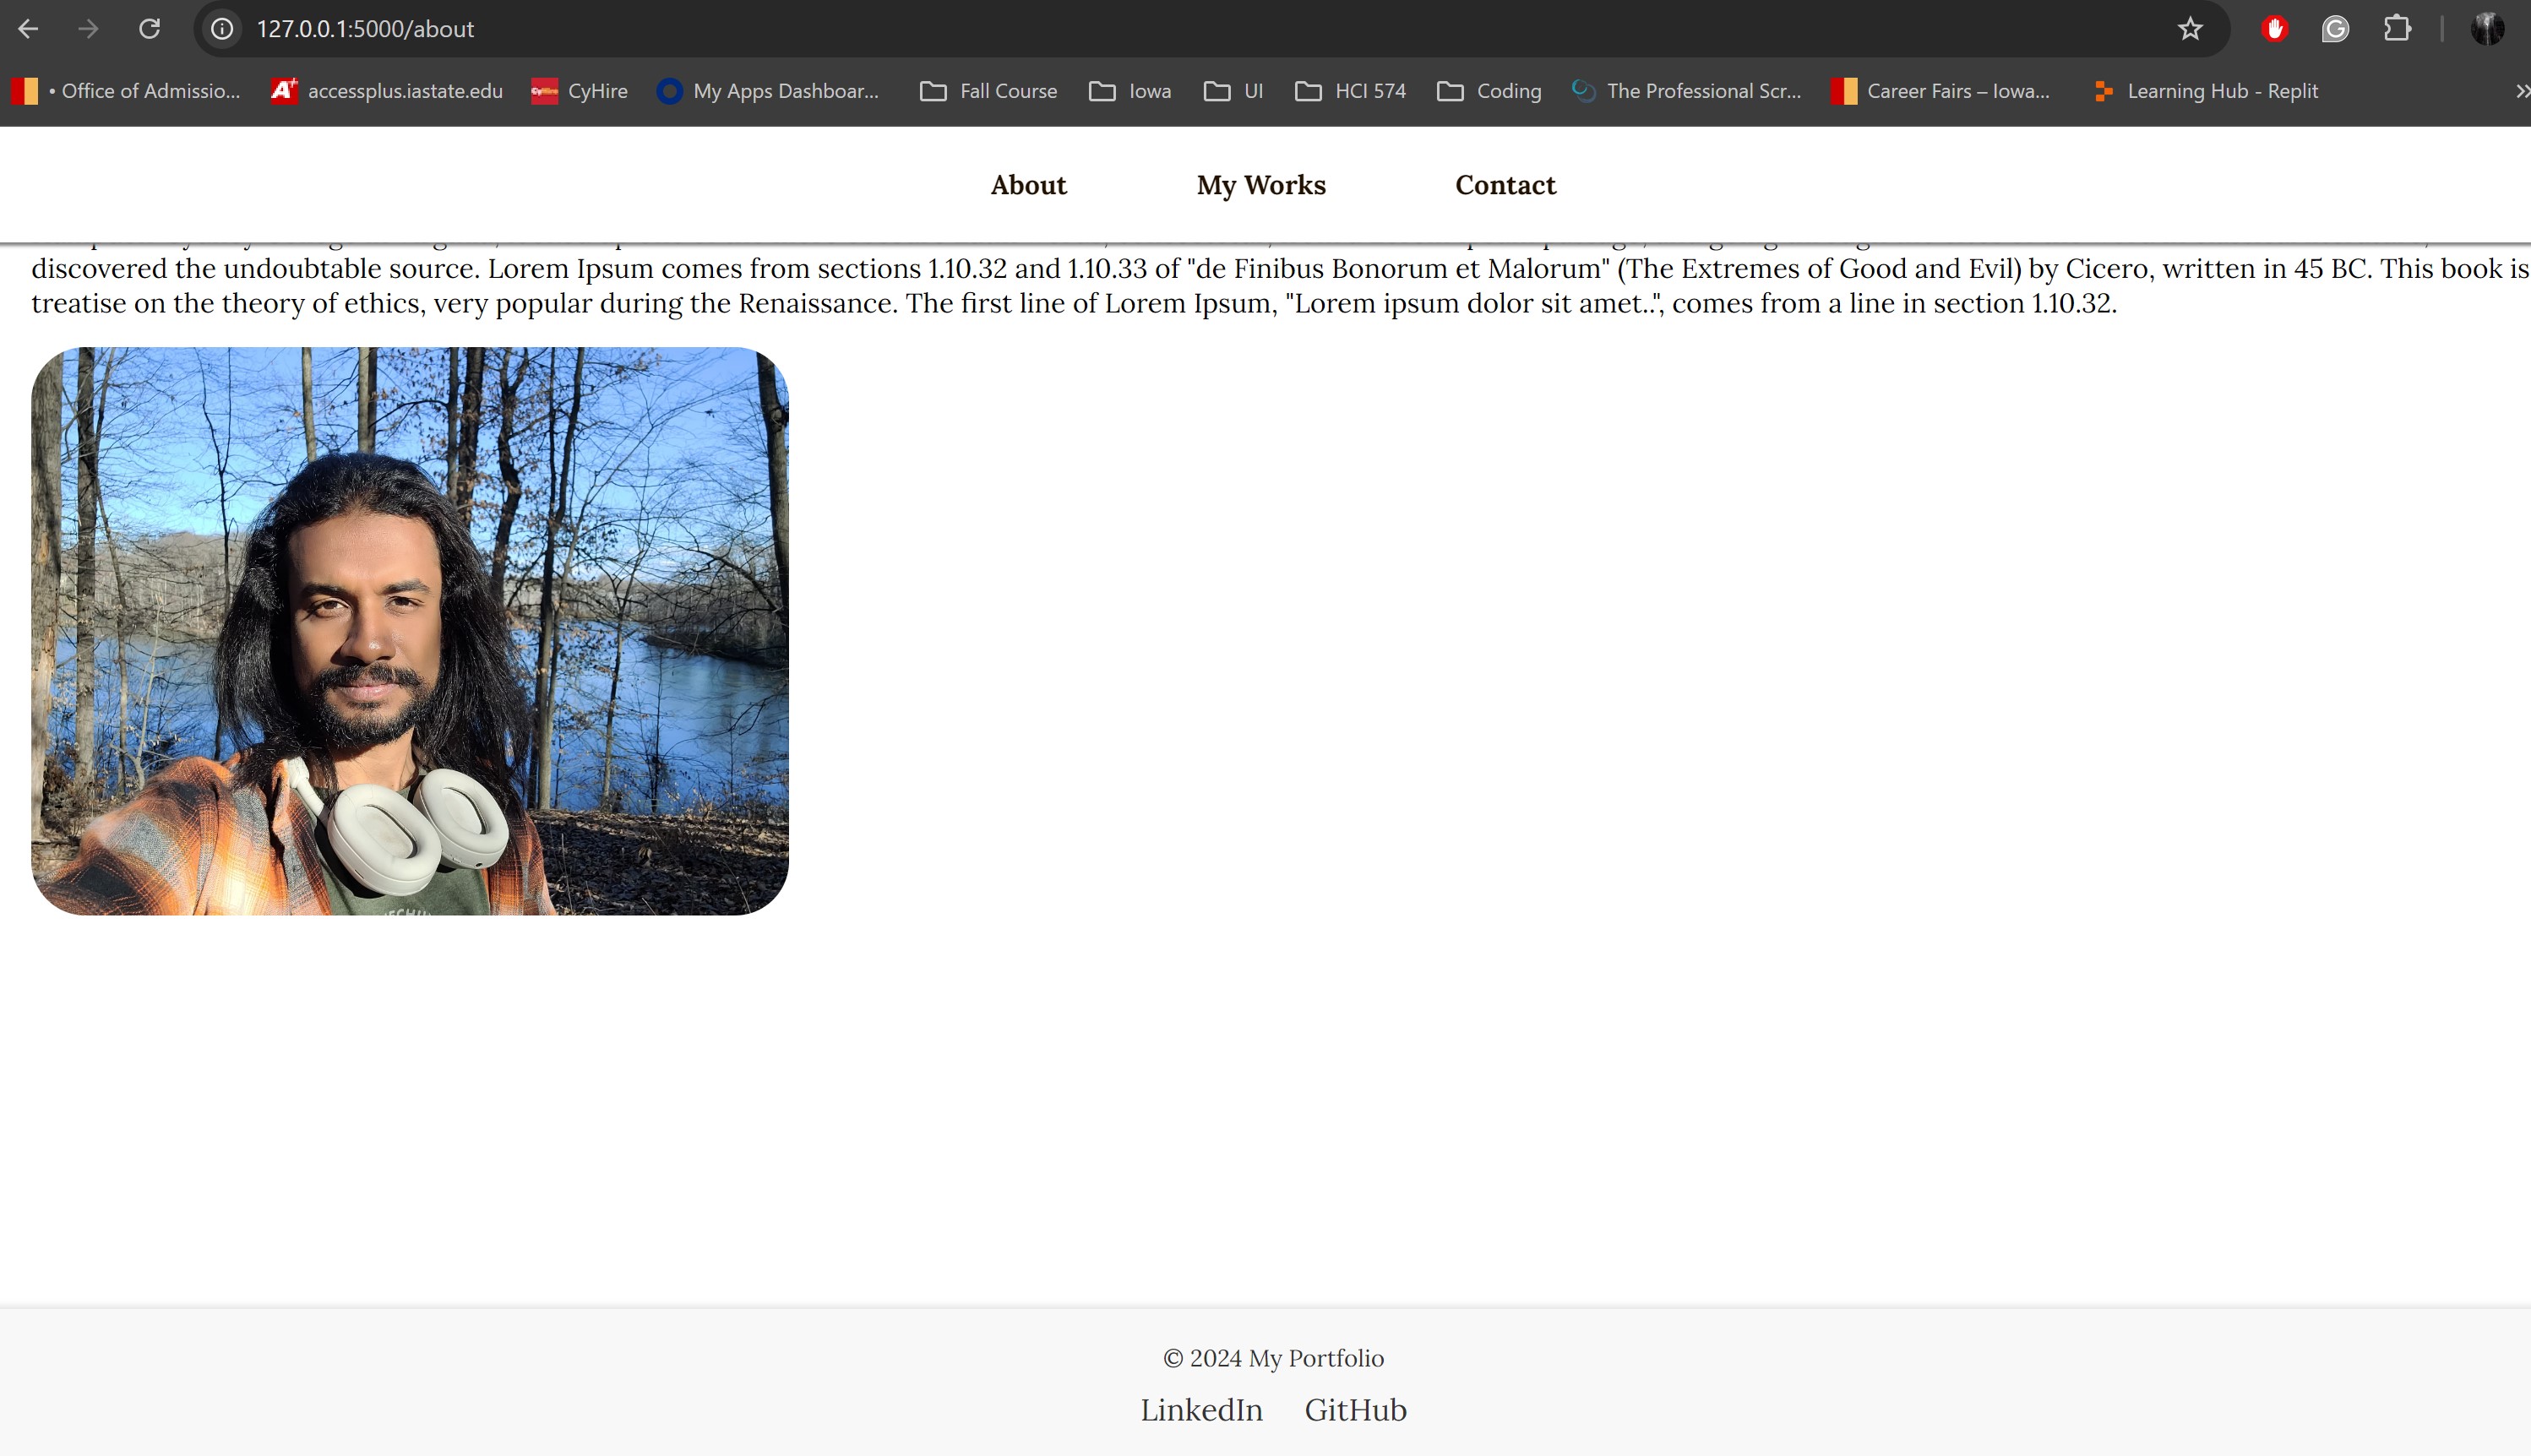 127.0.0.1:5000/about
• Office of Admissio... accessplus.iastate.edu CyHire My Apps Dashboar... Fall Course Iowa UI HCI 574 Coding The Professional Scr... Career Fairs – Iowa... Learning Hub - Replit
About My Works Contact
discovered the undoubtable source. Lorem Ipsum comes from sections 1.10.32 and 1.10.33 of "de Finibus Bonorum et Malorum" (The Extremes of Good and Evil) by Cicero, written in 45 BC. This book is
treatise on the theory of ethics, very popular during the Renaissance. The first line of Lorem Ipsum, "Lorem ipsum dolor sit amet..", comes from a line in section 1.10.32.
© 2024 My Portfolio
LinkedIn GitHub